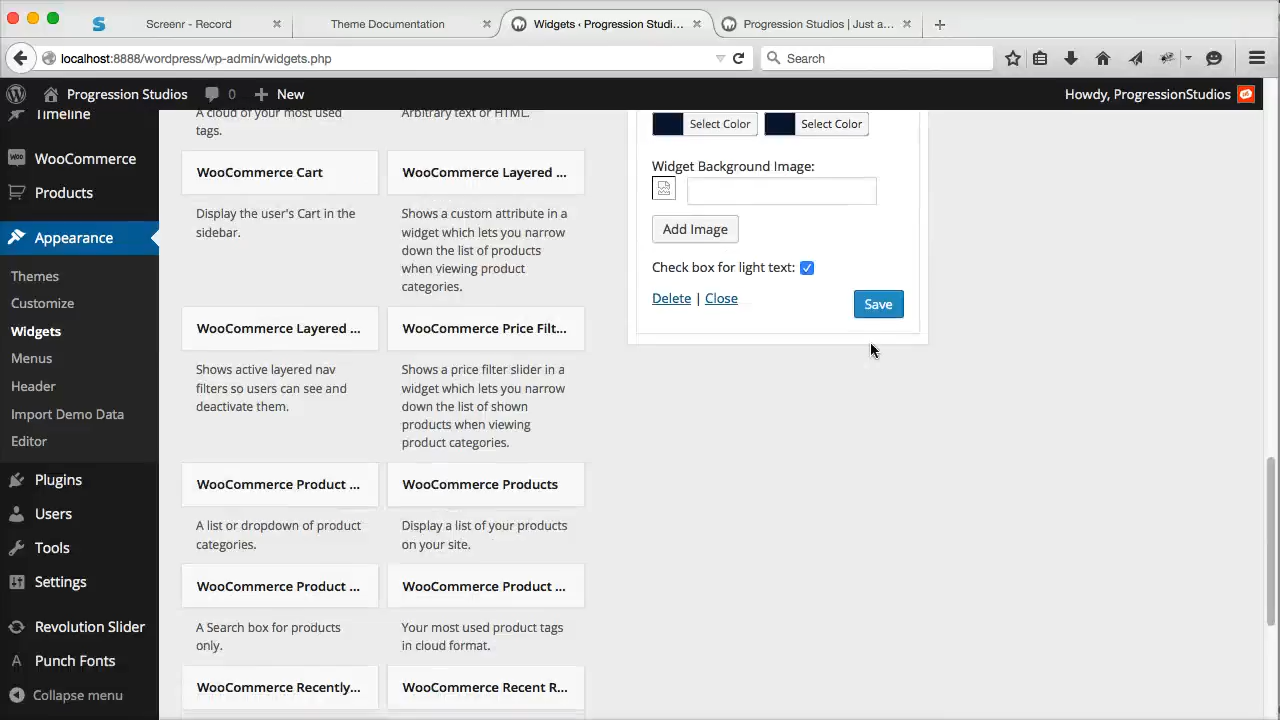 Screenr - Record
Theme Documentation
Widgets ‹ Progression Studi...
Progression Studios | Just a...
localhost:8888/wordpress/wp-admin/widgets.php
Search
Progression Studios
0
New
Howdy, ProgressionStudios
Timeline
WooCommerce
Products
Appearance
Themes
Customize
Widgets
Menus
Header
Import Demo Data
Editor
Plugins
Users
Tools
Settings
Revolution Slider
Punch Fonts
Collapse menu
A cloud of your most used
tags.
Arbitrary text or HTML.
WooCommerce Cart
Display the user's Cart in the
sidebar.
WooCommerce Layered ...
Shows a custom attribute in a
widget which lets you narrow
down the list of products
when viewing product
categories.
WooCommerce Layered ...
Shows active layered nav
filters so users can see and
deactivate them.
WooCommerce Price Filt...
Shows a price filter slider in a
widget which lets you narrow
down the list of shown
products when viewing
product categories.
WooCommerce Product ...
A list or dropdown of product
categories.
WooCommerce Products
Display a list of your products
on your site.
WooCommerce Product ...
A Search box for products
only.
WooCommerce Product ...
Your most used product tags
in cloud format.
WooCommerce Recently...
WooCommerce Recent R...
Select Color
Select Color
Widget Background Image:
Add Image
Check box for light text:
Delete | Close
Save